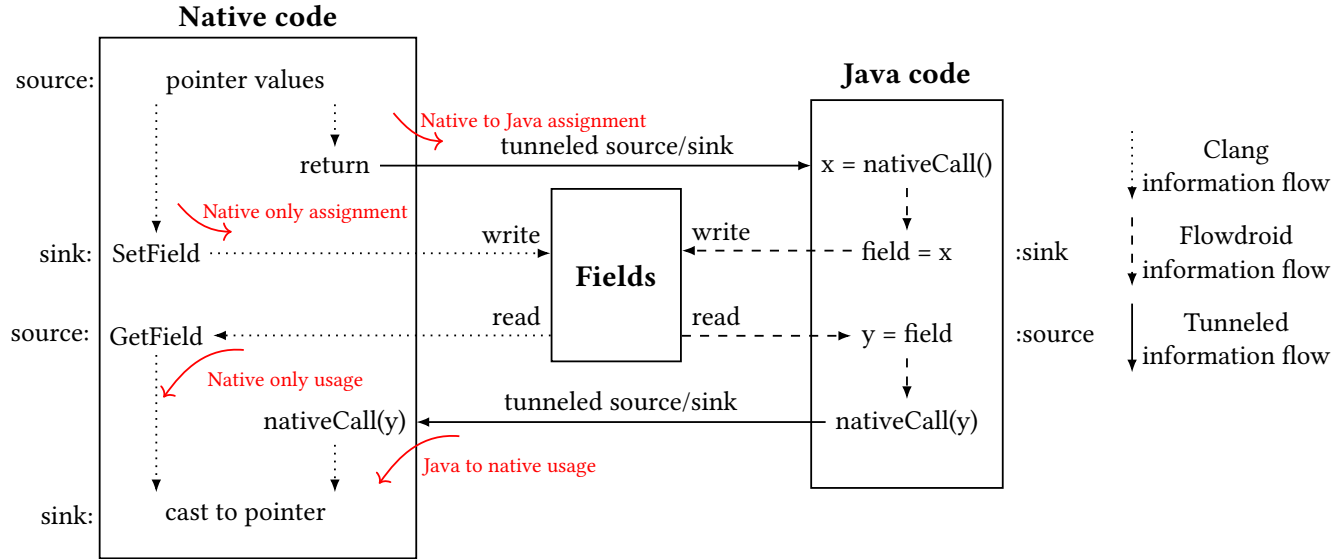 Native code
source:
pointer values
Java code
Native to Java assignment
tunneled source/sink
return
x = nativeCall()
Clang
information flow
Native only assignment
write
write
sink:
SetField
Fields
field = x
:sink
Flowdroid
information flow
source:
GetField
read
read
y = field
:source
Tunneled
information flow
Native only usage
tunneled source/sink
nativeCall(y)
nativeCall(y)
Java to native usage
sink:
cast to pointer